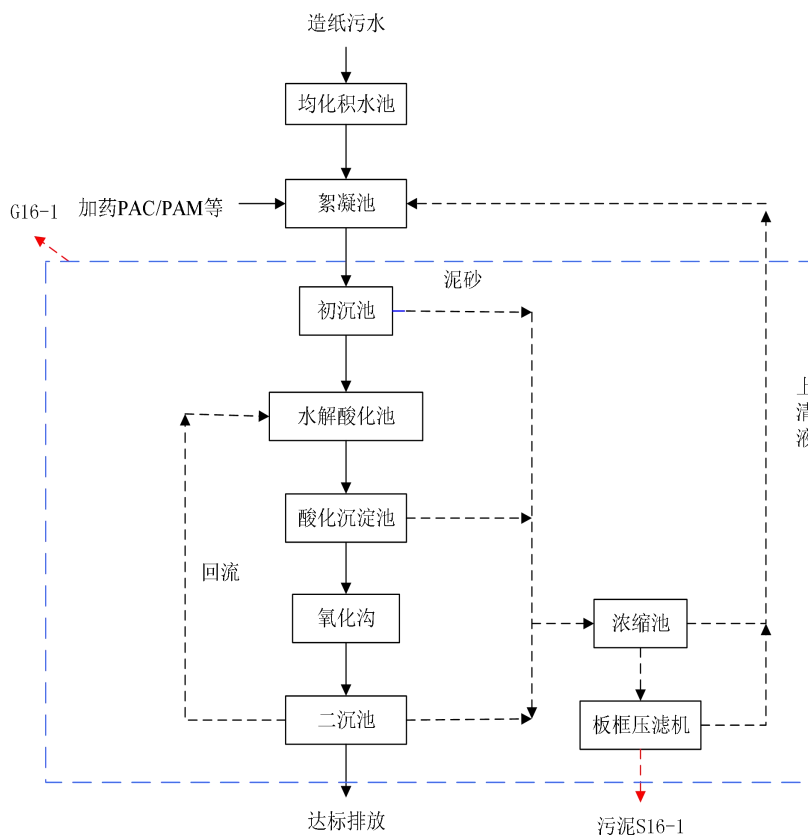 造纸污水
均化积水池
G16-1
加药PAC/PAM等
絮凝池
泥砂
初沉池
上
清
液
水解酸化池
酸化沉淀池
回流
氧化沟
浓缩池
二沉池
板框压滤机
达标排放
污泥S16-1